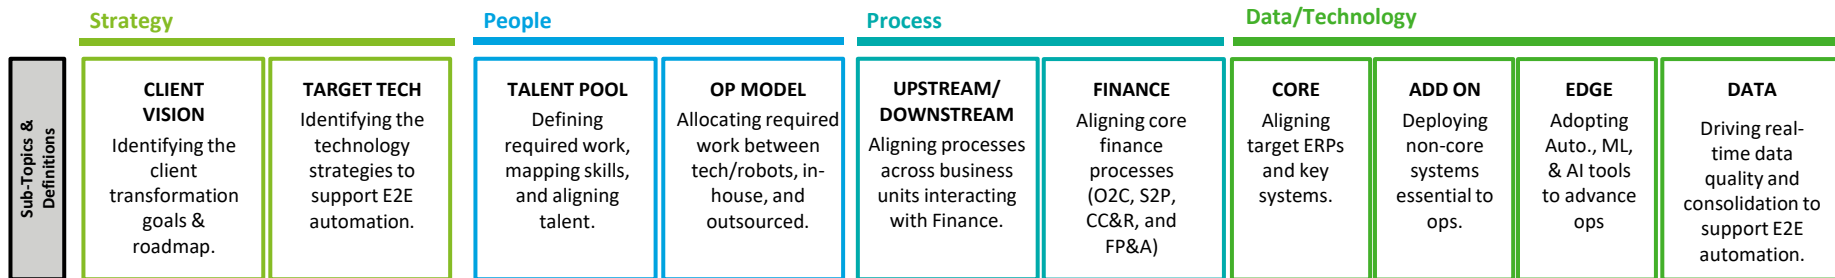 Strategy
People
Process
Data/Technology
Sub-Topics &
Definitions
CLIENT
VISION
Identifying the
client
transformation
goals &
roadmap.
TARGET TECH
Identifying the
technology
strategies to
support E2E
automation.
TALENT POOL
Defining
required work,
mapping skills,
and aligning
talent.
OP MODEL
Allocating required
work between
tech/robots, in-
house, and
outsourced.
UPSTREAM/
DOWNSTREAM
Aligning processes
across business
units interacting
with Finance.
FINANCE
Aligning core
finance
processes
(O2C, S2P,
CC&R, and
FP&A)
CORE
Aligning
target ERPs
and key
systems.
ADD ON
Deploying
non-core
systems
essential to
ops.
EDGE
Adopting
Auto., ML,
& AI tools
to advance
ops
DATA
Driving real-
time data
quality and
consolidation to
support E2E
automation.